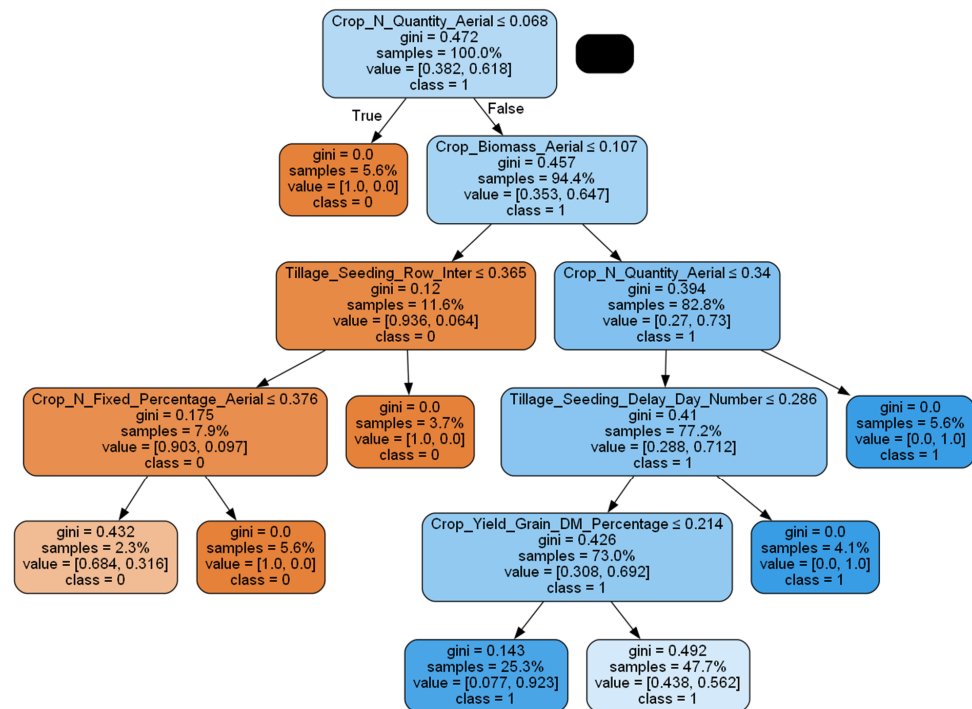 Crop_N_Quantity_Aerial ≤ 0.068
gini = 0.472
samples = 100.0%
value = [0.382, 0.618]
class = 1
True
False
gini = 0.0
samples = 5.6%
value = [1.0, 0.0]
class = 0
Crop_Biomass_Aerial ≤ 0.107
gini = 0.457
samples = 94.4%
value = [0.353, 0.647]
class = 1
Tillage_Seeding_Row_Inter ≤ 0.365
gini = 0.12
samples = 11.6%
value = [0.936, 0.064]
class = 0
Crop_N_Quantity_Aerial ≤ 0.34
gini = 0.394
samples = 82.8%
value = [0.27, 0.73]
class = 1
Crop_N_Fixed_Percentage_Aerial ≤ 0.376
gini = 0.175
samples = 7.9%
value = [0.903, 0.097]
class = 0
gini = 0.0
samples = 3.7%
value = [1.0, 0.0]
class = 0
Tillage_Seeding_Delay_Day_Number ≤ 0.286
gini = 0.41
samples = 77.2%
value = [0.288, 0.712]
class = 1
gini = 0.0
samples = 5.6%
value = [0.0, 1.0]
class = 1
gini = 0.432
samples = 2.3%
value = [0.684, 0.316]
class = 0
gini = 0.0
samples = 5.6%
value = [1.0, 0.0]
class = 0
Crop_Yield_Grain_DM_Percentage ≤ 0.214
gini = 0.426
samples = 73.0%
value = [0.308, 0.692]
class = 1
gini = 0.0
samples = 4.1%
value = [0.0, 1.0]
class = 1
gini = 0.143
samples = 25.3%
value = [0.077, 0.923]
class = 1
gini = 0.492
samples = 47.7%
value = [0.438, 0.562]
class = 1